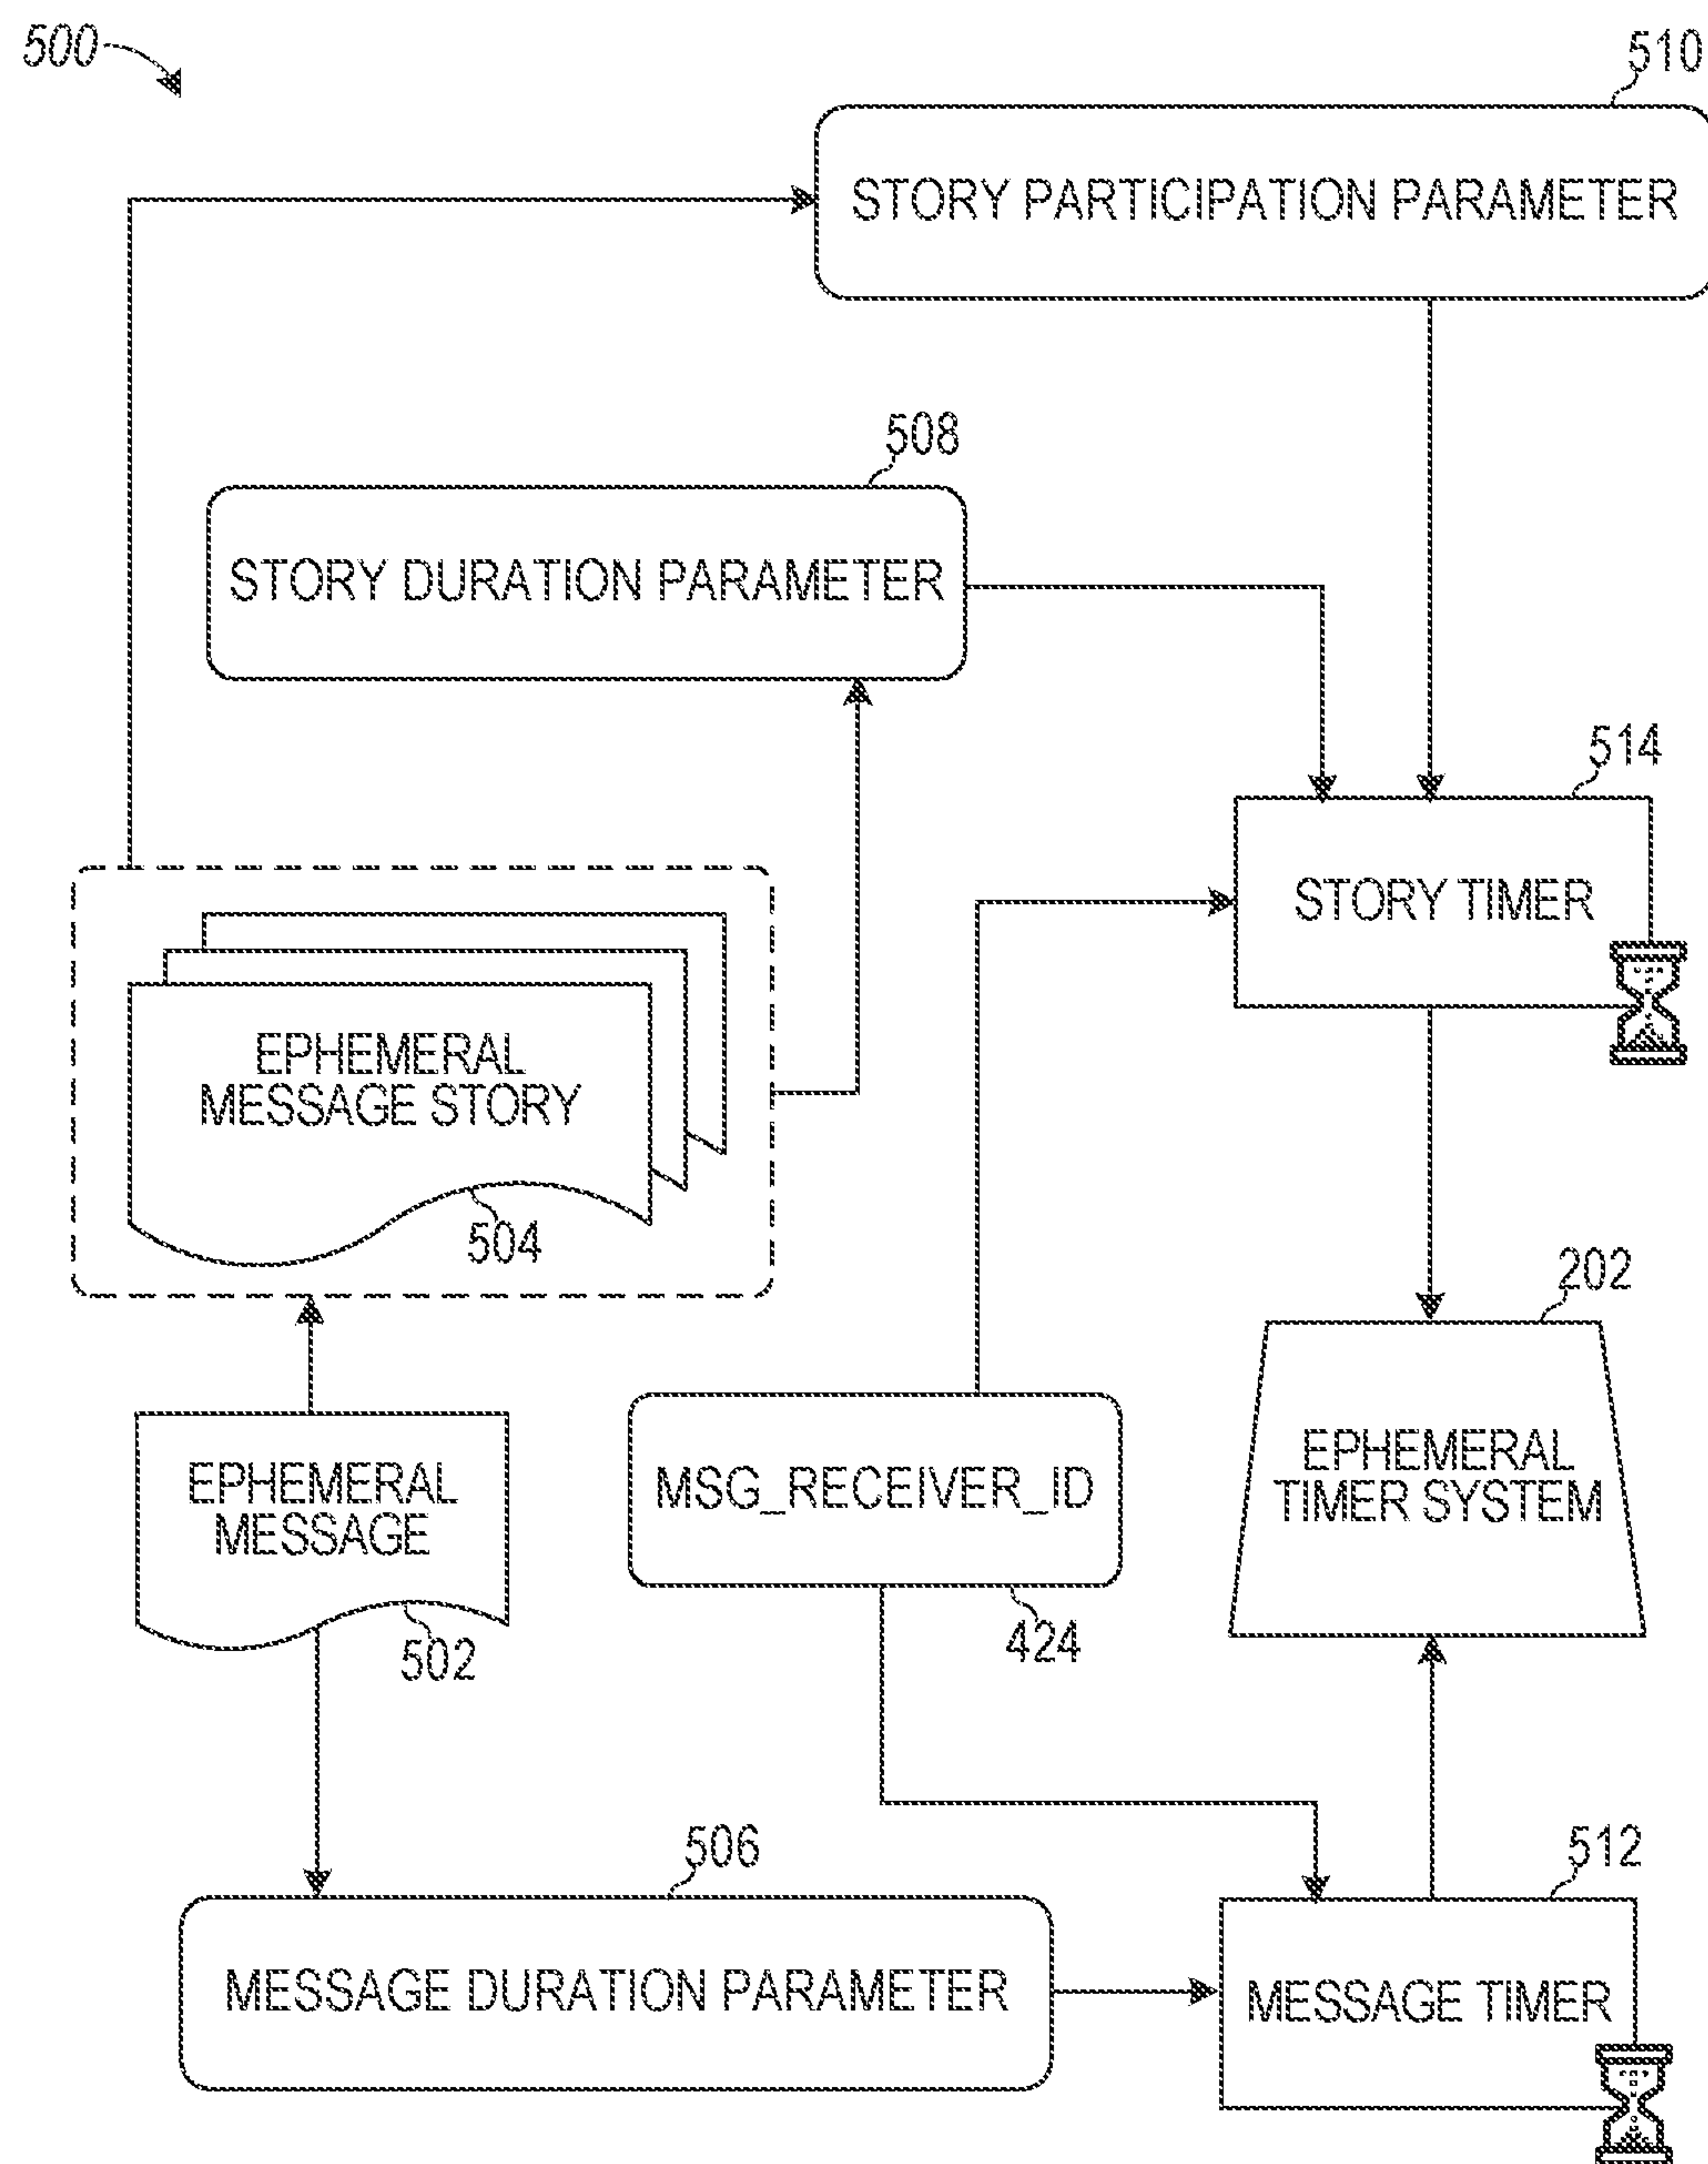 500
510
STORY PARTICIPATION PARAMETER
508
STORY DURATION PARAMETER
514
STORY TIMER
EPHEMERAL
MESSAGE STORY
504
202
EPHEMERAL
TIMER SYSTEM
EPHEMERAL
MESSAGE
502
MSG_RECEIVER_ID
424
506
MESSAGE DURATION PARAMETER
512
MESSAGE TIMER